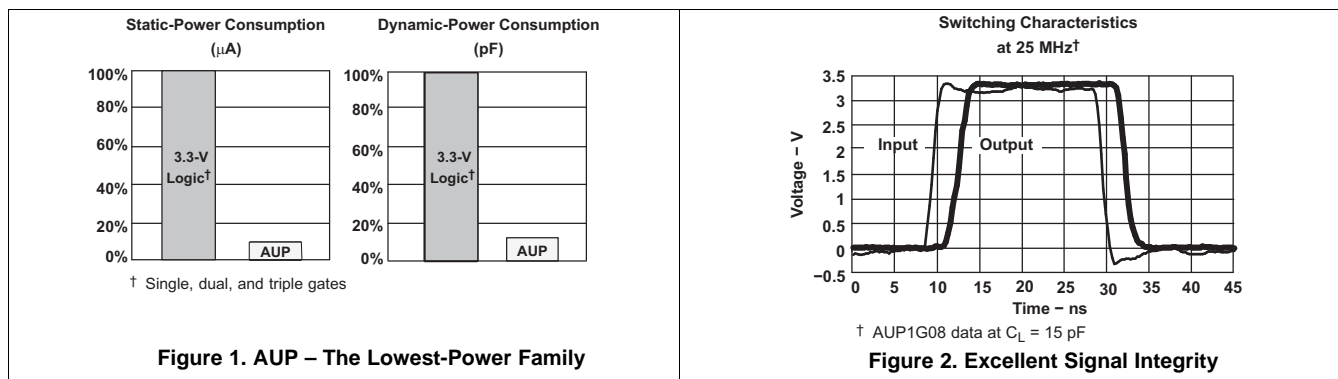 Static-Power Consumption
(µA)
100%
80%
60%
40%
20%
0%
3.3-V
Logic†
AUP
Dynamic-Power Consumption
(pF)
100%
80%
60%
40%
20%
0%
3.3-V
Logic†
AUP
† Single, dual, and triple gates
Figure 1. AUP – The Lowest-Power Family
Switching Characteristics
at 25 MHz†
Voltage – V
3.5
3
2.5
2
1.5
1
0.5
0
−0.5
Input
Output
0 5 10 15 20 25 30 35 40 45
Time – ns
† AUP1G08 data at CL = 15 pF
Figure 2. Excellent Signal Integrity